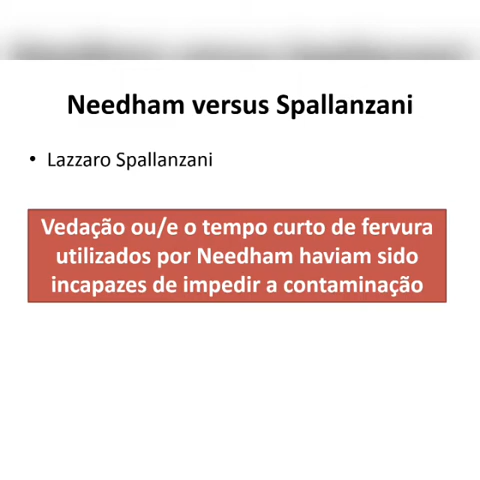 Needham versus Spallanzani
• Lazzaro Spallanzani
Vedação ou/e o tempo curto de fervura
utilizados por Needham haviam sido
incapazes de impedir a contaminação